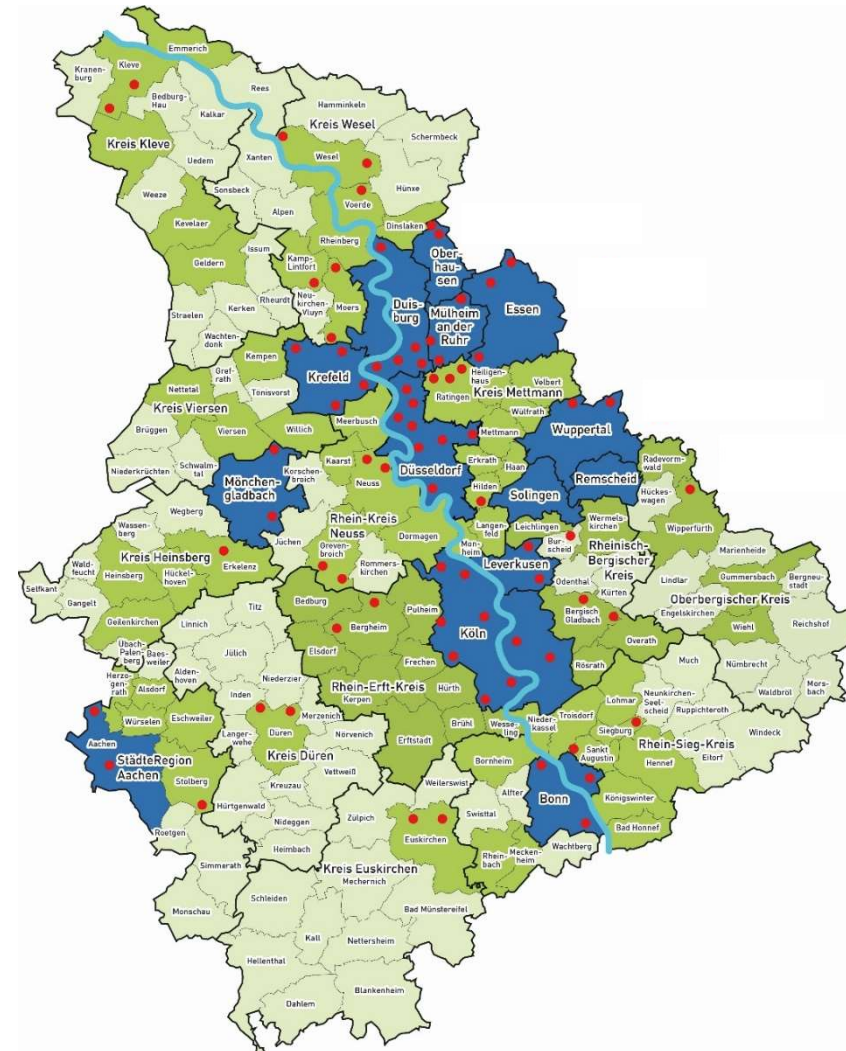 Emmerich
Kranen-
burg
Kleve
Bedburg-
Hau
Rees
Kalkar
Hamminkeln
Kreis Wesel
Schermbeck
Kreis Kleve
Uedem
Xanten
Wesel
Hünxe
Weeze
Sonsbeck
Alpen
Voerde
Dinslaken
Kevelaer
Rheinberg
Geldern
Issum
Kamp-
Lintfort
Ober-
hau-
sen
Straelen
Kerken
Rheurdt
Neu-
kirchen-
Vluyn
Moers
Duis-
burg
Mülheim
an der
Ruhr
Essen
Wachten-
donk
Kempen
Gref-
rath
Krefeld
Heiligen-
haus
Velbert
Nettetal
Tönisvorst
Kreis Viersen
Ratingen
Kreis Mettmann
Wülfrath
Brüggen
Viersen
Willich
Meerbusch
Mettmann
Wuppertal
Niederkrüchten
Schwalm-
tal
Mönchen-
gladbach
Korschen-
broich
Kaarst
Neuss
Düsseldorf
Erkrath
Haan
Hilden
Solingen
Remscheid
Radevorm-
wald
Hückes-
wagen
Wegberg
Wassen-
berg
Rhein-Kreis
Neuss
Jüchen
Dormagen
Langen-
feld
Mon-
heim
Leichlingen
Wermels-
kirchen
Bur-
scheid
Wipperfürth
Kreis Heinsberg
Wald-
feucht
Heinsberg
Hückel-
hoven
Erkelenz
Greven-
broich
Rommers-
kirchen
Leverkusen
Rheinisch-
Bergischer
Kreis
Marienheide
Selfkant
Gangelt
Geilenkirchen
Odenthal
Kürten
Lindlar
Gummersbach
Bergneu-
stadt
Oberbergischer Kreis
Engelskirchen
Linnich
Titz
Bedburg
Pulheim
Köln
Bergisch
Gladbach
Wiehl
Reichshof
Übach-
Palen-
berg
Baes-
weiler
Jülich
Bergheim
Elsdorf
Overath
Alden-
hoven
Niederzier
Frechen
Rösrath
Much
Nümbrecht
Waldbröl
Mors-
bach
Herzo-
genrath
Alsdorf
Würselen
Eschweiler
Inden
Merzenich
Rhein-Erft-Kreis
Kerpen
Hürth
Lohmar
Neunkirchen-
Seel-
scheid
Ruppichteroth
Aachen
StädteRegion
Aachen
Langer-
wehe
Düren
Nörvenich
Kreis Düren
Erftstadt
Brühl
Wesse-
ling
Nieder-
kassel
Troisdorf
Siegburg
Rhein-Sieg-Kreis
Windeck
Stolberg
Kreuzau
Vettweiß
Bornheim
Sankt
Augustin
Hennef
Eitorf
Roetgen
Hürtgenwald
Nideggen
Weilerswist
Alfter
Bonn
Königswinter
Zülpich
Swisttal
Bad Honnef
Simmerath
Heimbach
Euskirchen
Rhein-
bach
Mecken-
heim
Wachtberg
Kreis Euskirchen
Mechernich
Monschau
Schleiden
Bad Münstereifel
Kall
Nettersheim
Hellenthal
Blankenheim
Dahlem